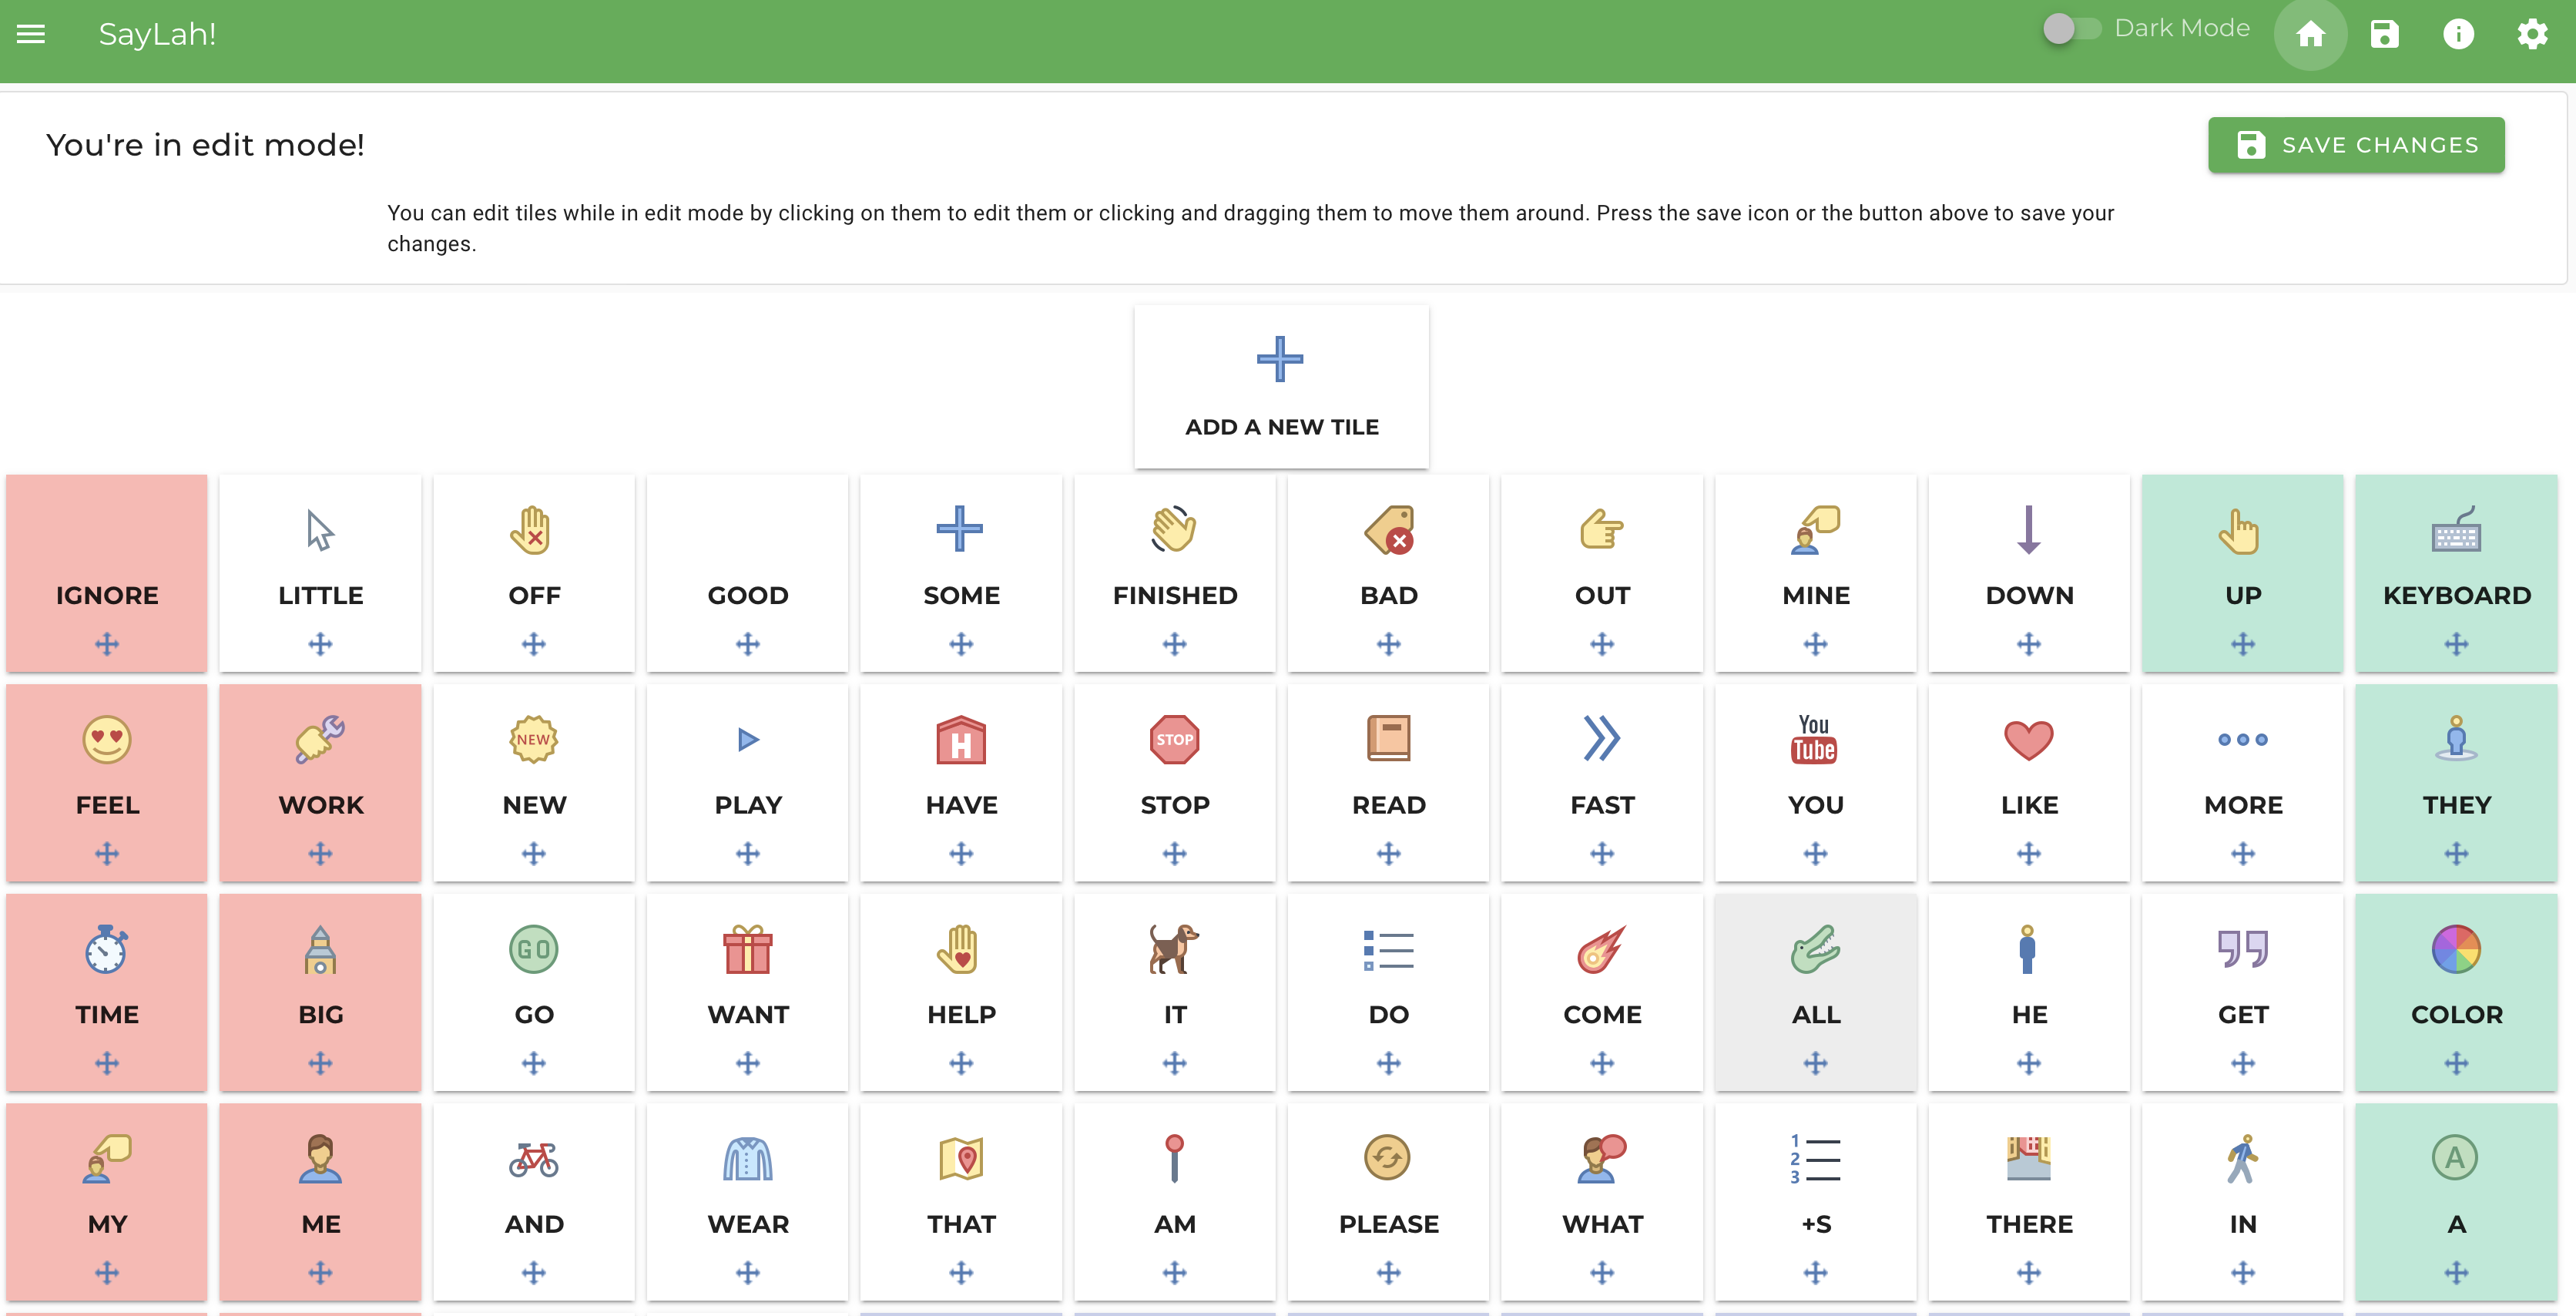 SayLah!
Dark Mode
You're in edit mode!
SAVE CHANGES
You can edit tiles while in edit mode by clicking on them to edit them or clicking and dragging them to move them around. Press the save icon or the button above to save your
changes.
ADD A NEW TILE
IGNORE LITTLE OFF GOOD SOME FINISHED BAD OUT MINE DOWN UP KEYBOARD
NEW STOP You Tube
FEEL WORK NEW PLAY HAVE STOP READ FAST YOU LIKE MORE THEY
GO
TIME BIG GO WANT HELP IT DO COME ALL HE GET COLOR
1 2 3 A
MY ME AND WEAR THAT AM PLEASE WHAT +S THERE IN A